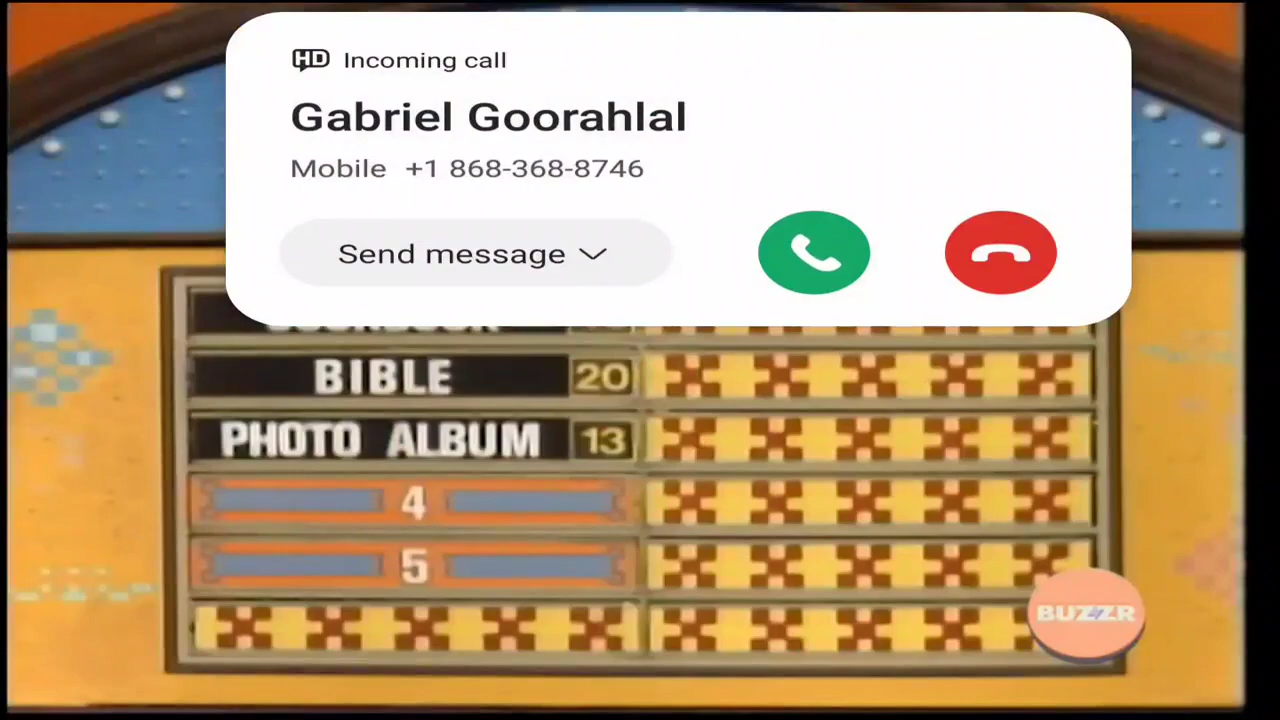 HD Incoming call
Gabriel Goorahlal
Mobile +1 868-368-8746
Send message
BIBLE 20
PHOTO ALBUM 13
4
5
BUZZR